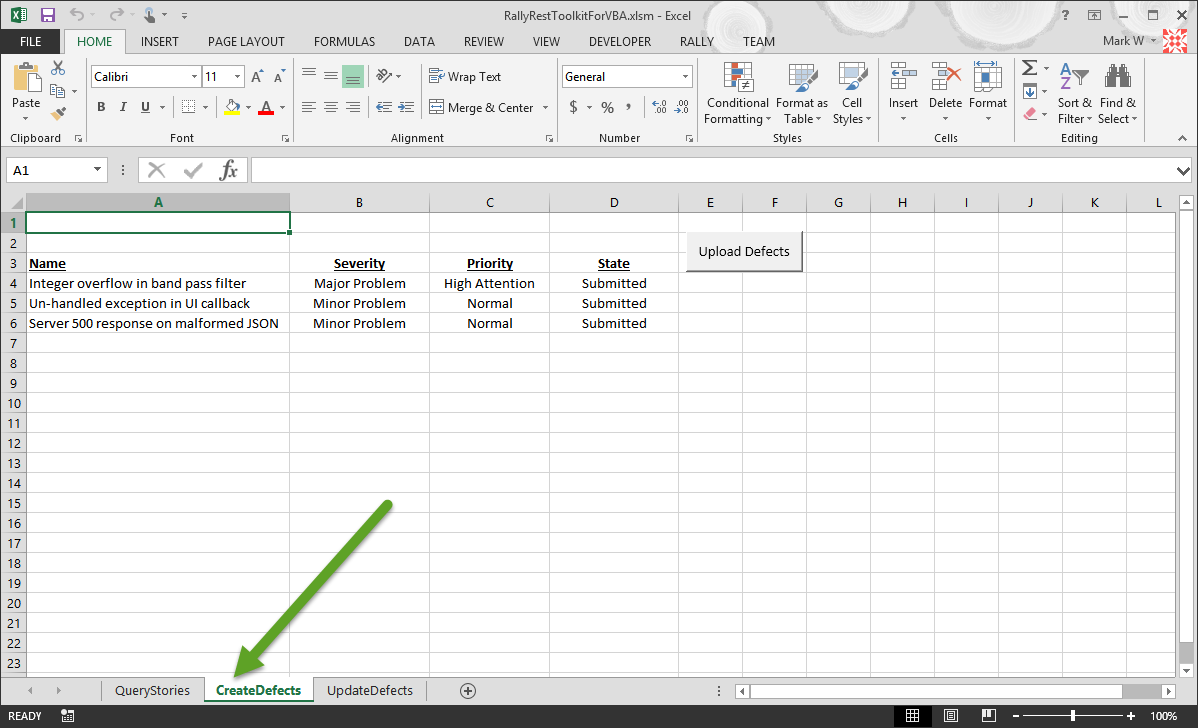 RallyRestToolkitForVBA.xlsm - Excel
?
FILE HOME INSERT PAGE LAYOUT FORMULAS DATA REVIEW VIEW DEVELOPER RALLY TEAM Mark W
Calibri 11 General
Paste
B I U A
Wrap Text
Merge & Center
$ % ,
Conditional Formatting
Format as Table
Cell Styles
Insert Delete Format
Sort & Filter
Find & Select
Clipboard Font Alignment Number Styles Cells Editing
A1 fx
A B C D E F G H I J K L
1
2
Upload Defects
3 Name Severity Priority State
4 Integer overflow in band pass filter Major Problem High Attention Submitted
5 Un-handled exception in UI callback Minor Problem Normal Submitted
6 Server 500 response on malformed JSON Minor Problem Normal Submitted
7
8
9
10
11
12
13
14
15
16
17
18
19
20
21
22
23
QueryStories CreateDefects UpdateDefects
READY 100%